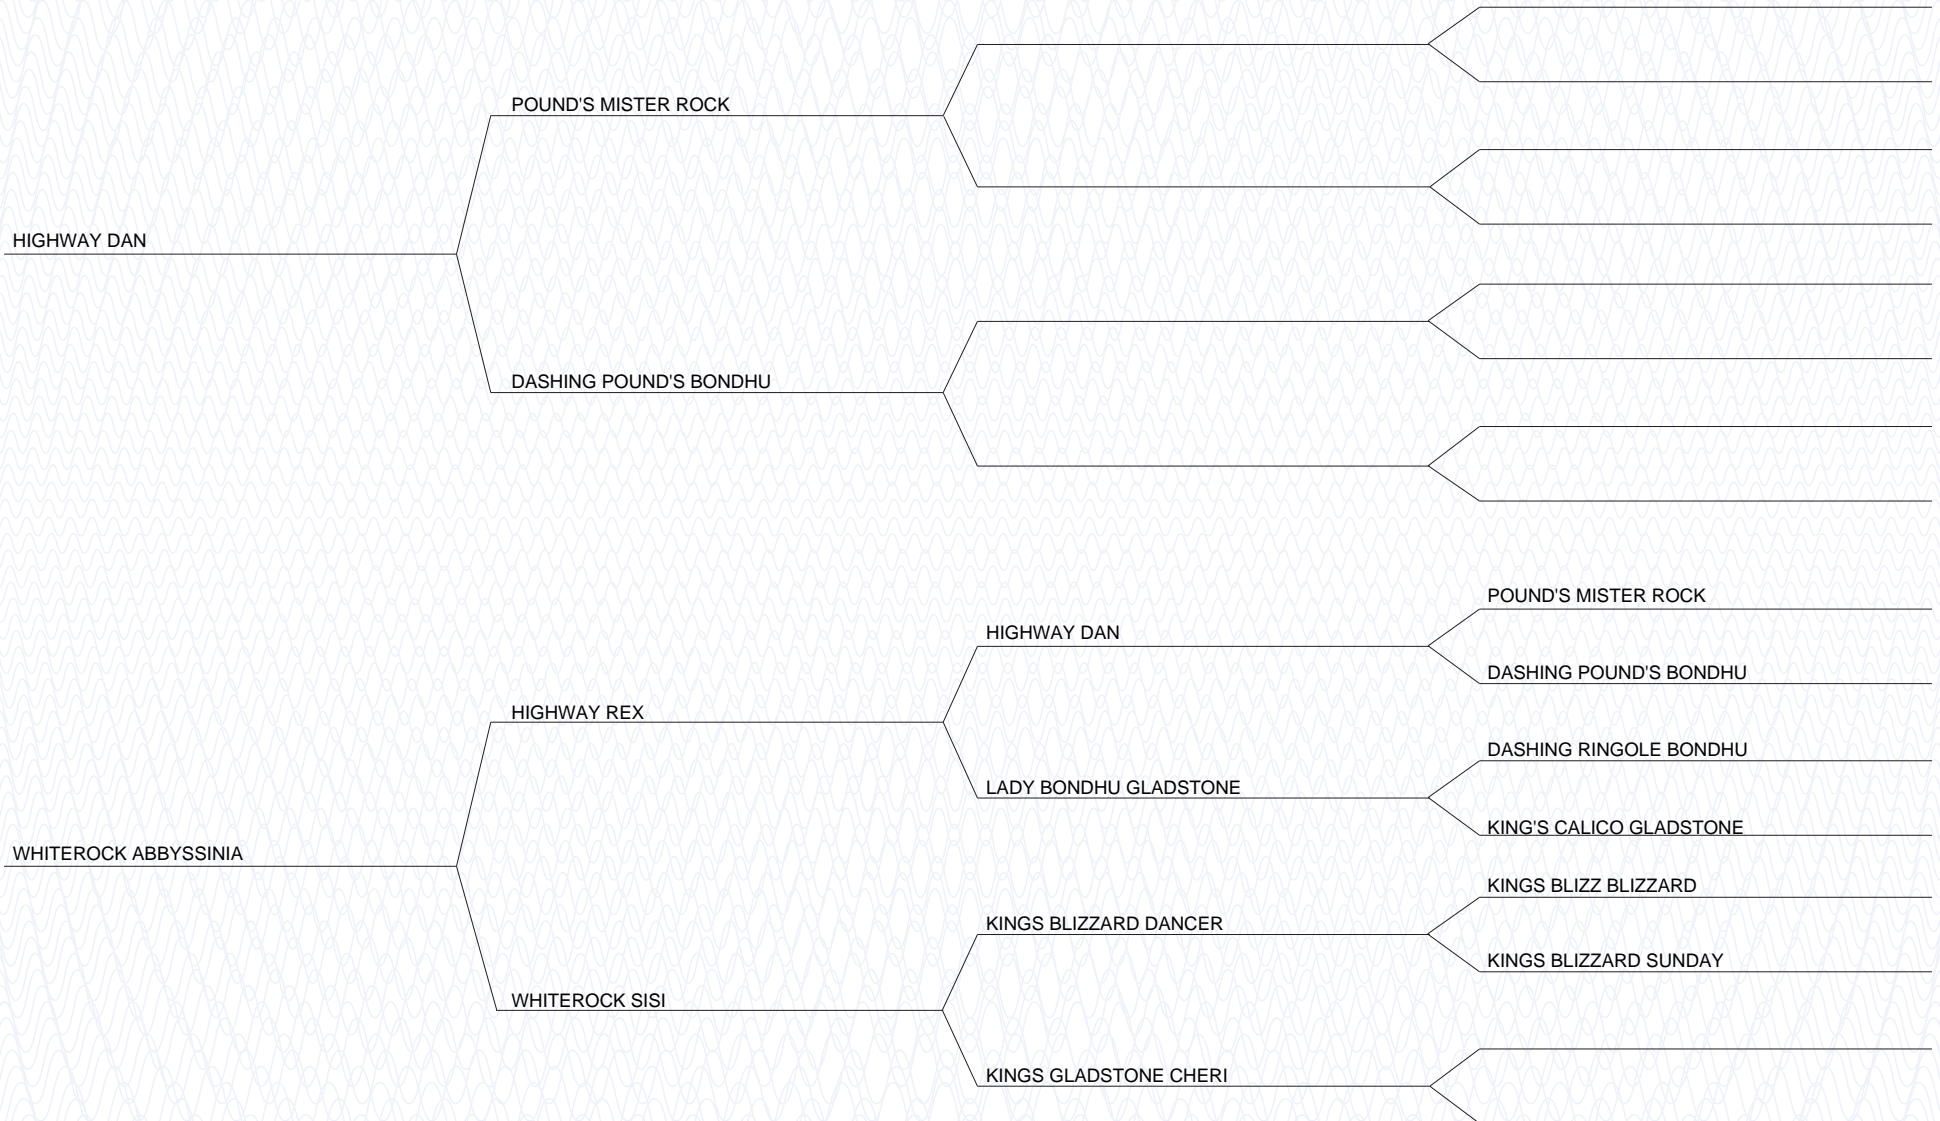 POUND'S MISTER ROCK
HIGHWAY DAN
DASHING POUND'S BONDHU
POUND'S MISTER ROCK
HIGHWAY DAN
DASHING POUND'S BONDHU
HIGHWAY REX
DASHING RINGOLE BONDHU
LADY BONDHU GLADSTONE
KING'S CALICO GLADSTONE
WHITEROCK ABBYSSINIA
KINGS BLIZZ BLIZZARD
KINGS BLIZZARD DANCER
KINGS BLIZZARD SUNDAY
WHITEROCK SISI
KINGS GLADSTONE CHERI